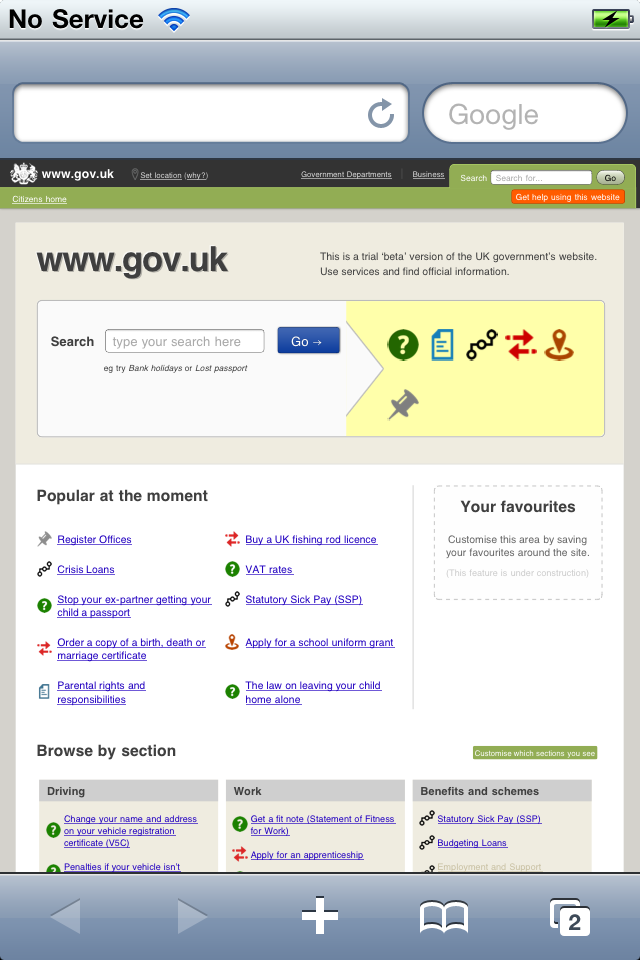 No Service
Google
www.gov.uk
Set location (why?)
Government Departments
Business
Search
Search for...
Go
Citizens home
Get help using this website
www.gov.uk
This is a trial ‘beta’ version of the UK government’s website.
Use services and find official information.
Search
type your search here
Go →
eg try Bank holidays or Lost passport
Popular at the moment
Register Offices
Buy a UK fishing rod licence
Crisis Loans
VAT rates
Stop your ex-partner getting your
child a passport
Statutory Sick Pay (SSP)
Order a copy of a birth, death or
marriage certificate
Apply for a school uniform grant
Parental rights and
responsibilities
The law on leaving your child
home alone
Your favourites
Customise this area by saving
your favourites around the site.
(This feature is under construction)
Browse by section
Customise which sections you see
Driving
Change your name and address
on your vehicle registration
certificate (V5C)
Penalties if your vehicle isn’t
Work
Get a fit note (Statement of Fitness
for Work)
Apply for an apprenticeship
Benefits and schemes
Statutory Sick Pay (SSP)
Budgeting Loans
Employment and Support
2